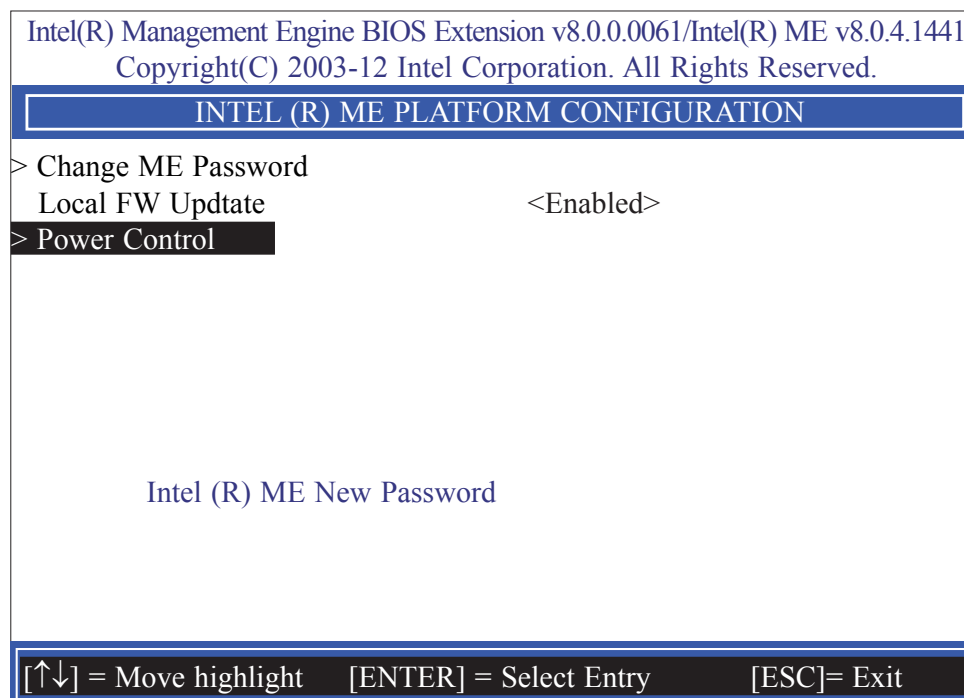 Intel(R) Management Engine BIOS Extension v8.0.0.0061/Intel(R) ME v8.0.4.1441
Copyright(C) 2003-12 Intel Corporation. All Rights Reserved.
INTEL (R) ME PLATFORM CONFIGURATION
> Change ME Password
Local FW Updtate <Enabled>
> Power Control
Intel (R) ME New Password
[↑↓] = Move highlight [ENTER] = Select Entry [ESC]= Exit